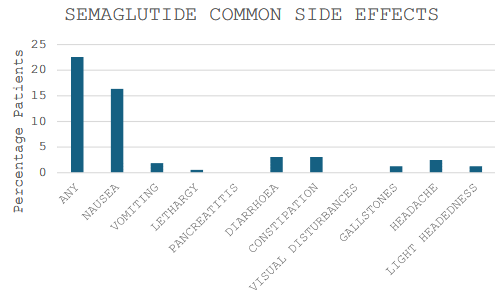 SEMAGLUTIDE COMMON SIDE EFFECTS
Percentage Patients
25
20
15
10
5
0
ANY
NAUSEA
VOMITING
LETHARGY
PANCREATITIS
DIARRHOEA
CONSTIPATION
VISUAL DISTURBANCES
GALLSTONES
HEADACHE
LIGHT HEADEDNESS